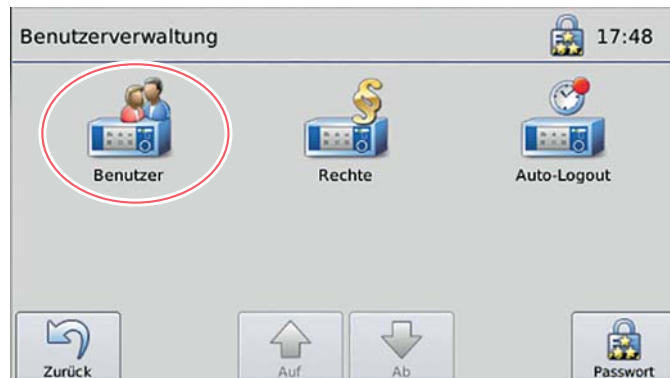 Benutzerverwaltung 17:48
Benutzer Rechte Auto-Logout
Zurück Auf Ab Passwort